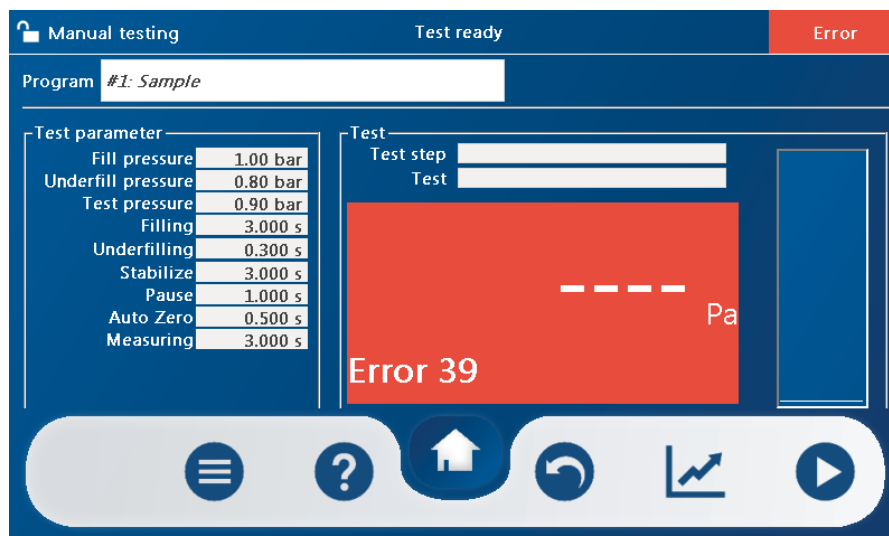 Manual testing Test ready Error
Program #1: Sample
Test parameter
Fill pressure 1.00 bar
Underfill pressure 0.80 bar
Test pressure 0.90 bar
Filling 3.000 s
Underfilling 0.300 s
Stabilize 3.000 s
Pause 1.000 s
Auto Zero 0.500 s
Measuring 3.000 s
Test
Test step
Test
----
Pa
Error 39
?